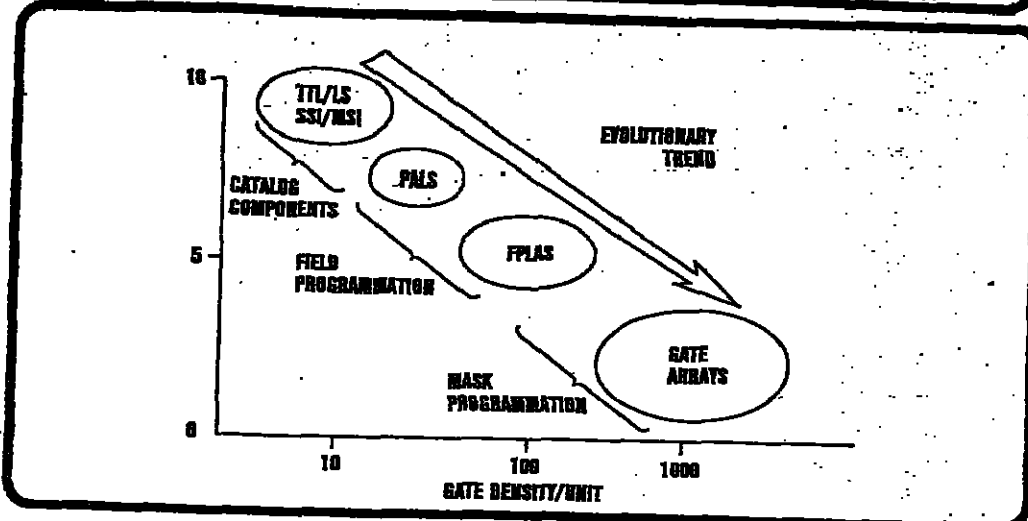 10
TTL/LS
SSI/MSI
EVOLUTIONARY
TREND
PALS
CATALOG
COMPONENTS
5
FPLAS
FIELD
PROGRAMMATION
GATE
ARRAYS
MASK
PROGRAMMATION
0
10
100
1000
GATE DENSITY/UNIT